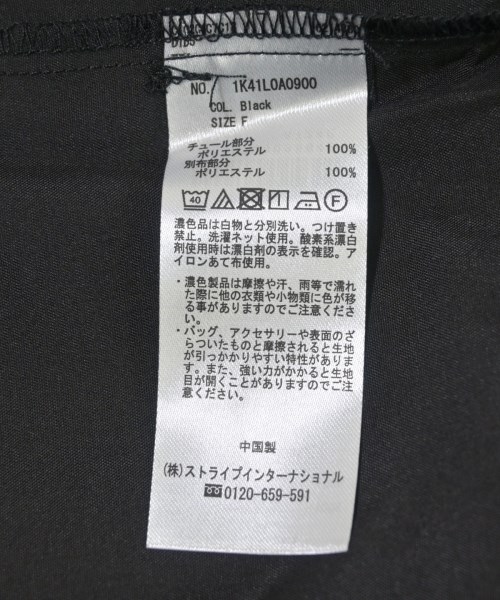 NO. 1K41L0A0900
COL. Black
SIZE F
チュール部分
ポリエステル 100%
別布部分
ポリエステル 100%
40 F
濃色品は白物と分別洗い。つけ置き
禁止。洗濯ネット使用。酸素系漂白
剤使用時は漂白剤の表示を確認。ア
イロンあて布使用。
・濃色製品は摩擦や汗、雨等で濡れ
た際に他の衣類や小物類に色が移
る事がありますのでご注意くださ
い。
・バッグ、アクセサリーや表面のざ
らついたものと摩擦されると生地
が引っかかりやすい特性がありま
す。また、強い力がかかると生地
目が開くことがありますのでご注
意ください。
中国製
(株)ストライプインターナショナル
0120-659-591